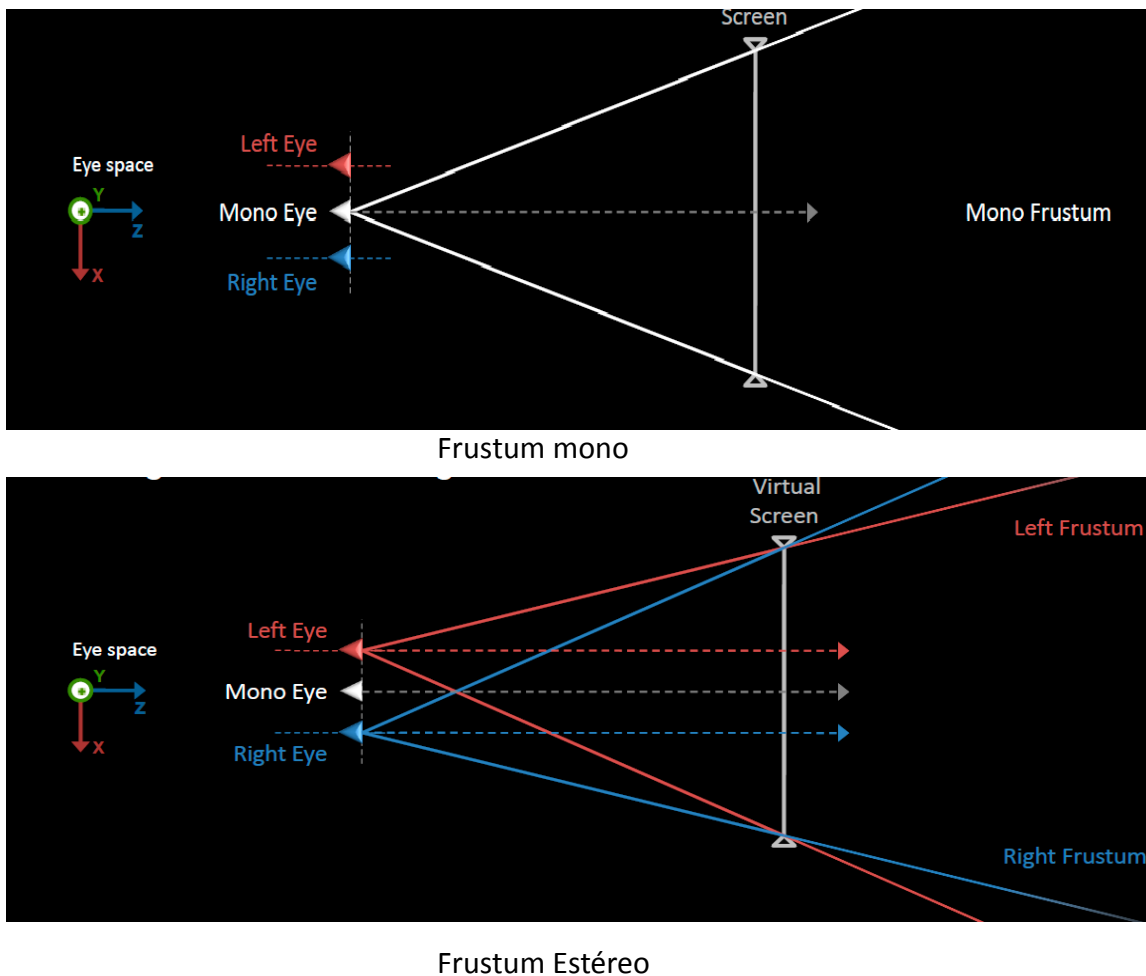 Screen
Left Eye
Eye space
Y
Mono Eye
Mono Frustum
Z
X
Right Eye
Frustum mono
Virtual
Screen
Left Frustum
Left Eye
Eye space
Y
Mono Eye
Z
X
Right Eye
Right Frustum
Frustum Estéreo